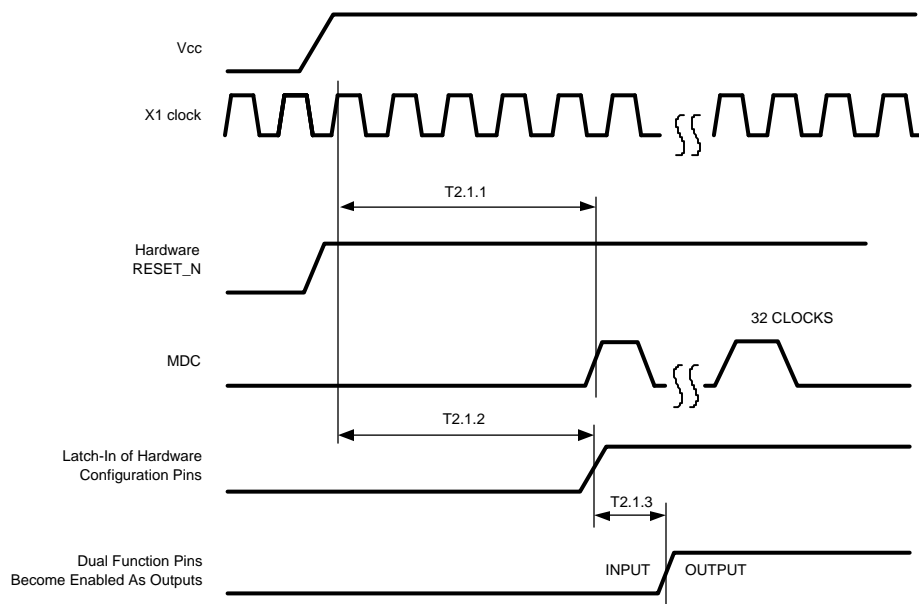 Vcc
X1 clock
T2.1.1
Hardware
RESET_N
32 CLOCKS
MDC
T2.1.2
Latch-In of Hardware
Configuration Pins
T2.1.3
Dual Function Pins
Become Enabled As Outputs
INPUT
OUTPUT